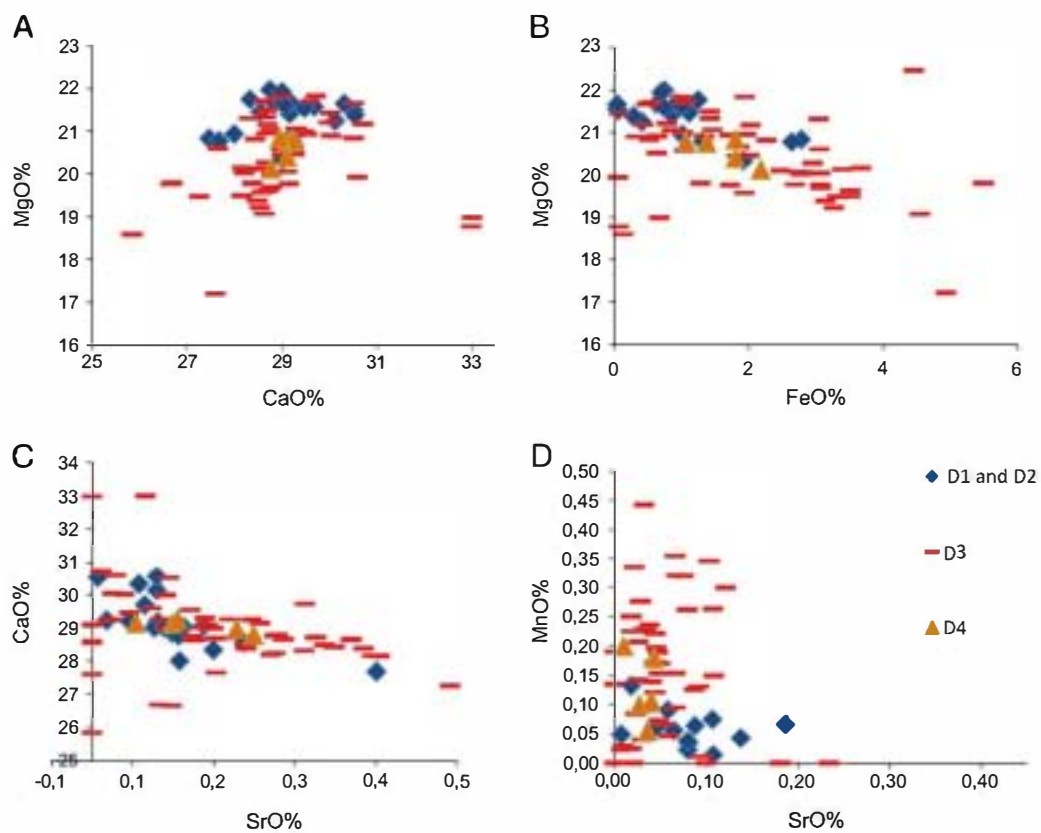 A
23
22
21
20
19
18
17
16
MgO%
25 27 29 31 33
CaO%
B
23
22
21
20
19
18
17
16
MgO%
0 2 4 6
FeO%
C
34
33
32
31
30
29
28
27
26
25
CaO%
-0,1 0,1 0,2 0,3 0,4 0,5
SrO%
D
0,50
0,45
0,40
0,35
0,30
0,25
0,20
0,15
0,10
0,05
0,00
MnO%
0,00 0,10 0,20 0,30 0,40
SrO%
D1 and D2
D3
D4